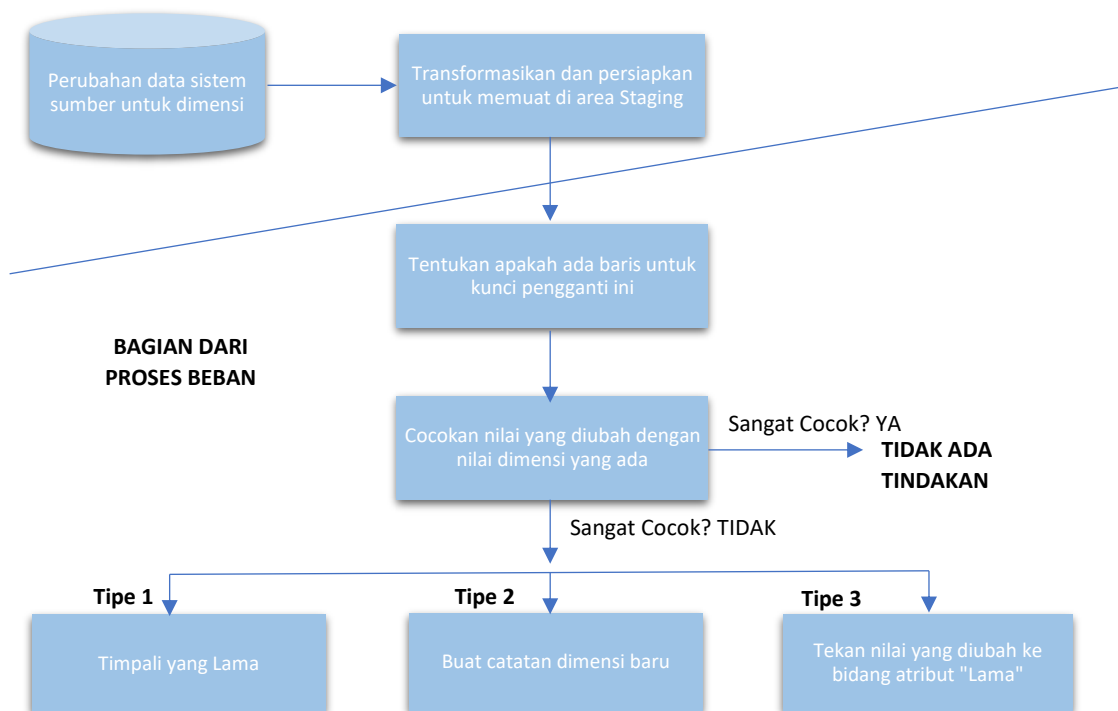 Perubahan data sistem
sumber untuk dimensi
Transformasikan dan persiapkan
untuk memuat di area Staging
Tentukan apakah ada baris untuk
kunci pengganti ini
BAGIAN DARI
PROSES BEBAN
Cocokan nilai yang diubah dengan
nilai dimensi yang ada
Sangat Cocok? YA
TIDAK ADA
TINDAKAN
Sangat Cocok? TIDAK
Tipe 1
Tipe 2
Tipe 3
Timpali yang Lama
Buat catatan dimensi baru
Tekan nilai yang diubah ke
bidang atribut "Lama"